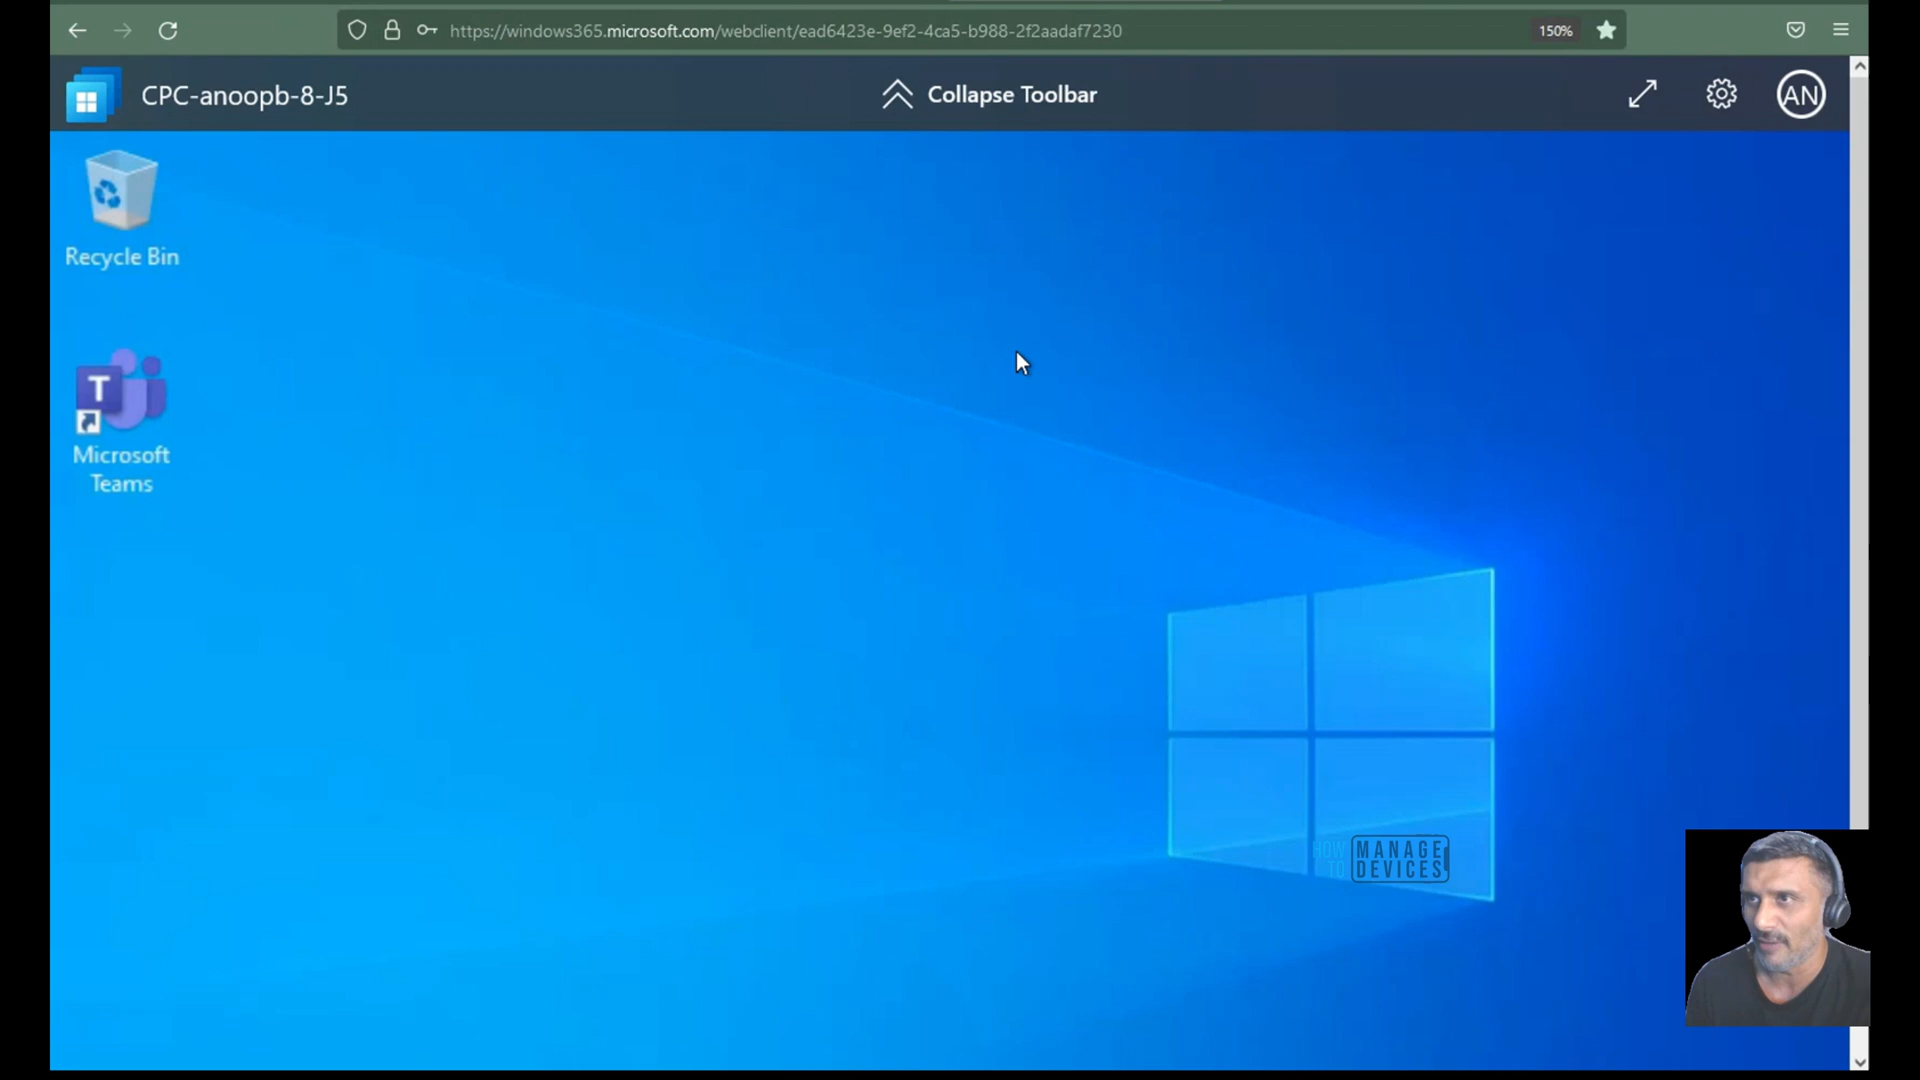 https://windows365.microsoft.com/webclient/ead6423e-9ef2-4ca5-b988-2f2aadaf7230
150%
CPC-anoopb-8-J5
Collapse Toolbar
AN
Recycle Bin
T
Microsoft
Teams
HOW
TO
MANAGE
DEVICES